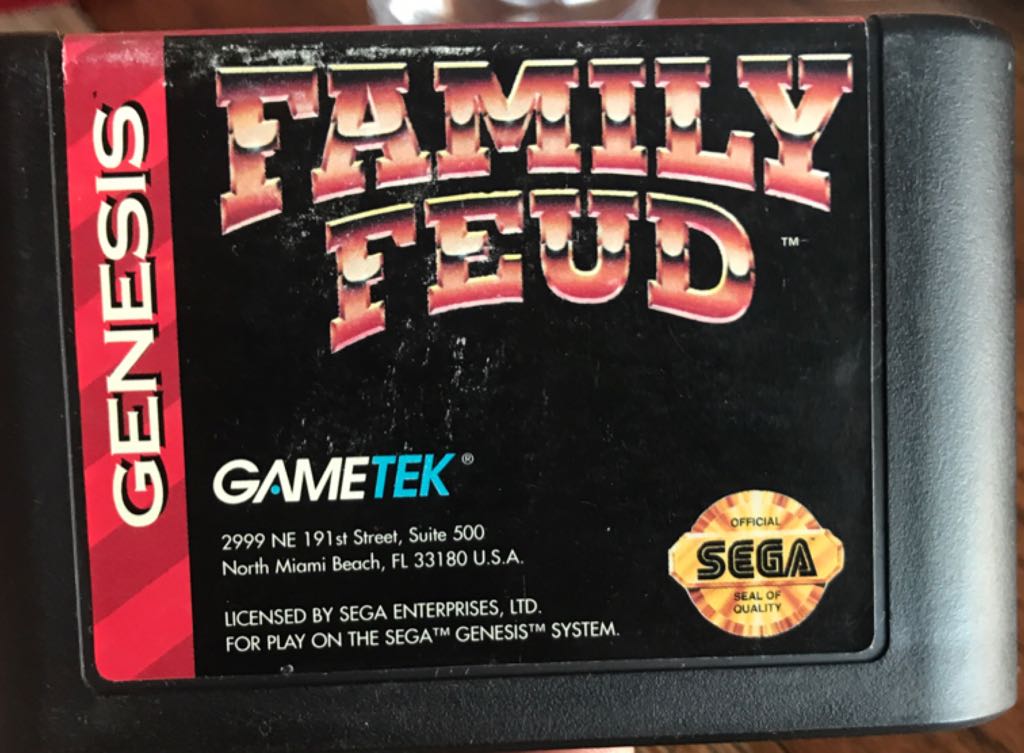 GENESIS
FAMILY
FEUD
™
GAMETEK®
2999 NE 191st Street, Suite 500
North Miami Beach, FL 33180 U.S.A.
LICENSED BY SEGA ENTERPRISES, LTD.
FOR PLAY ON THE SEGA™ GENESIS™ SYSTEM.
OFFICIAL
SEGA™
SEAL OF
QUALITY